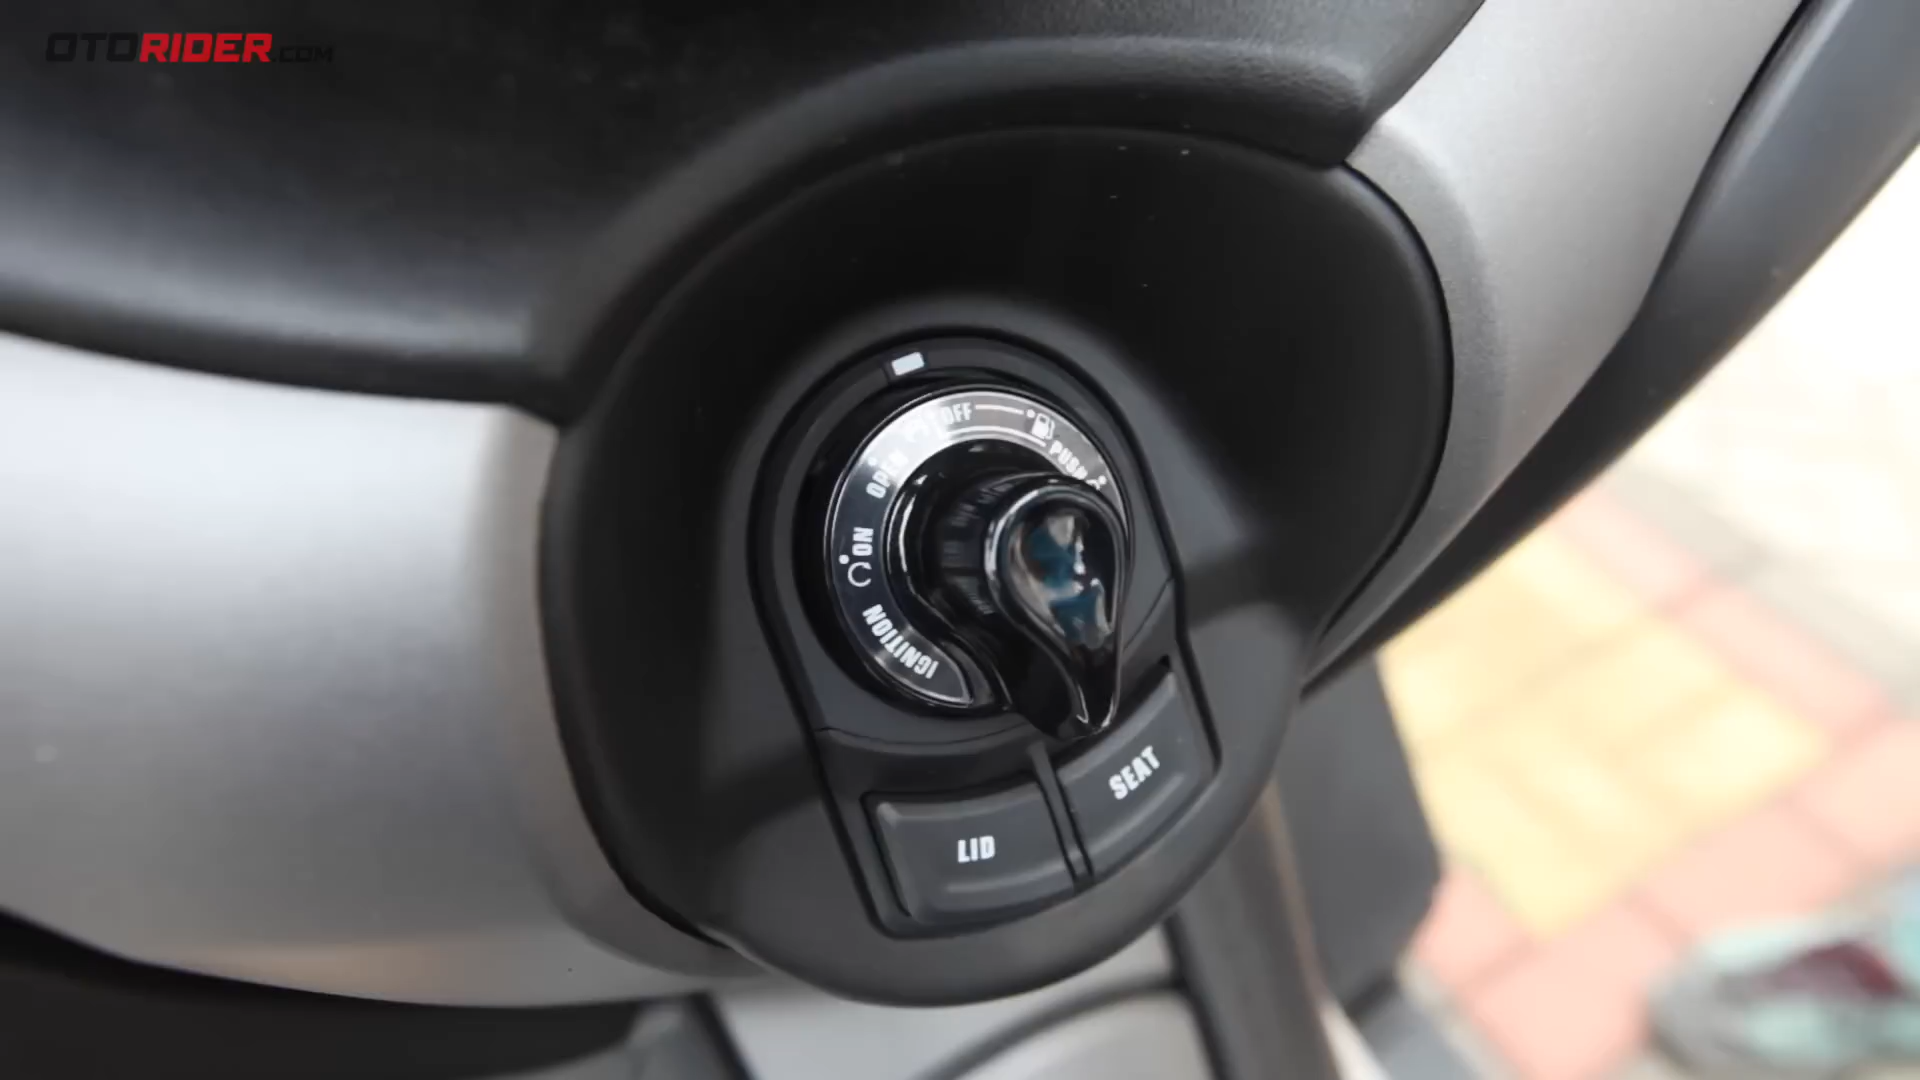 OTORIDER.COM
OFF
PUSH
OPEN
ON
IGNITION
SEAT
LID